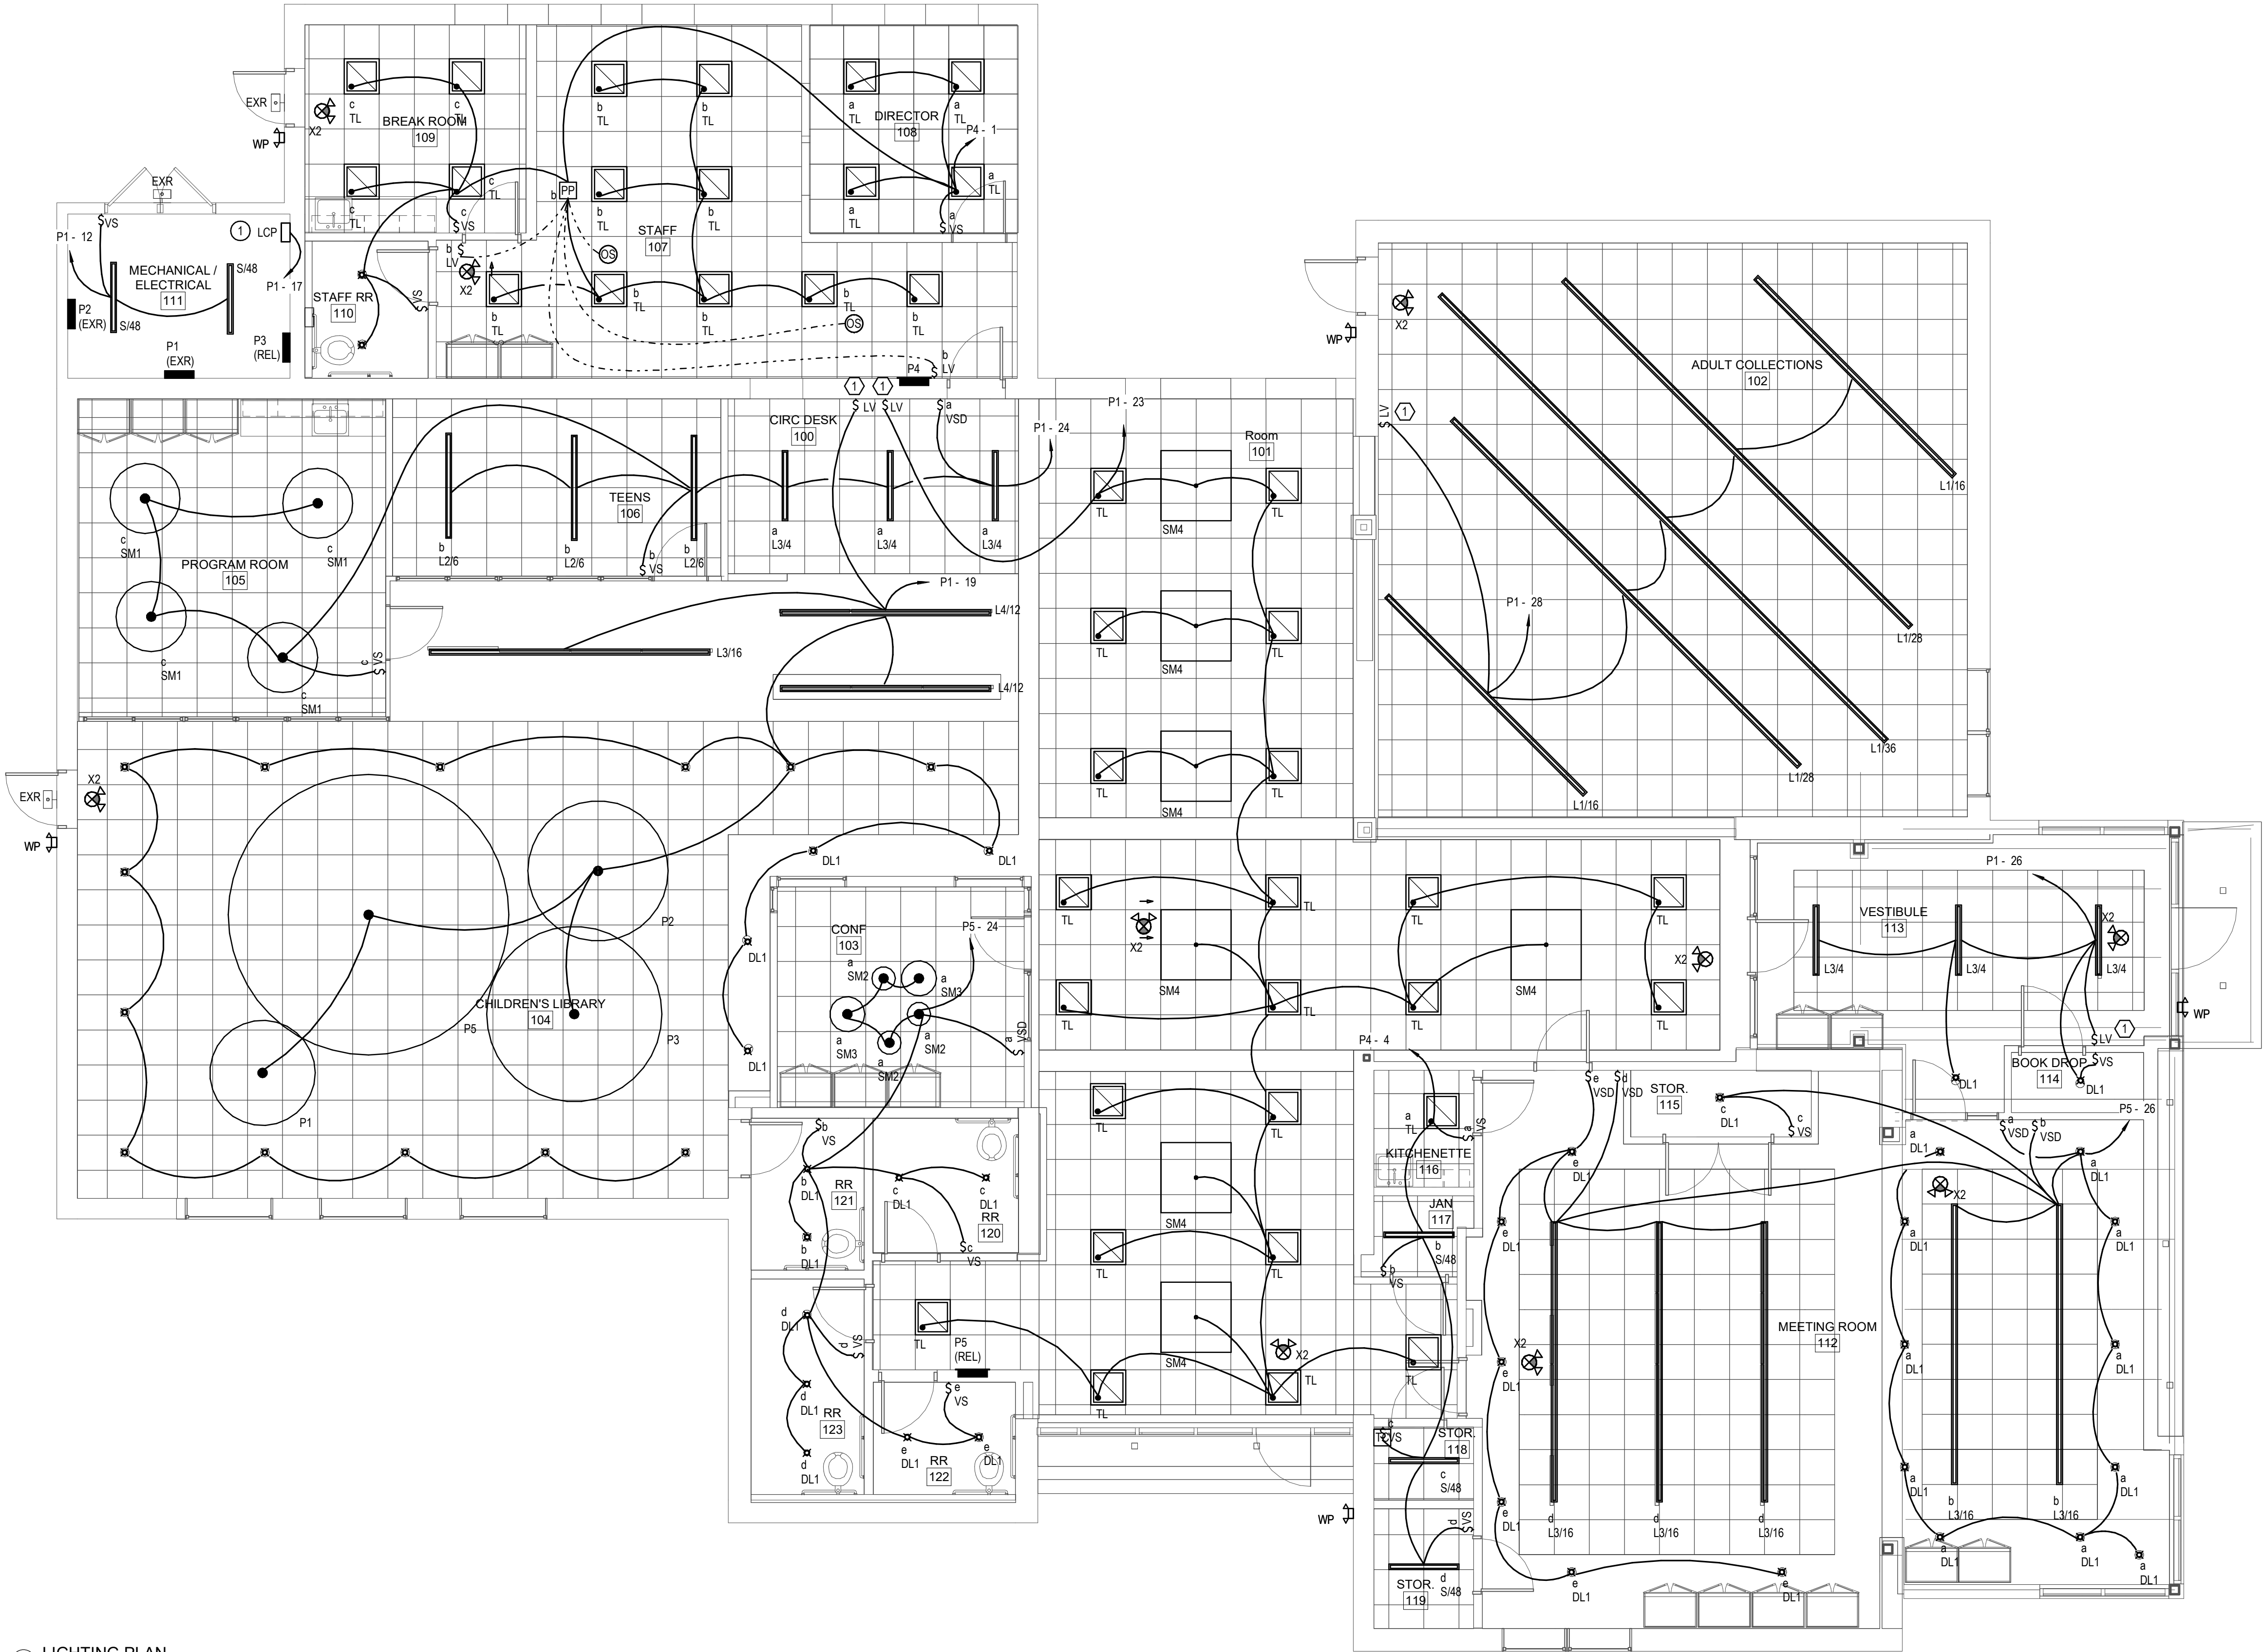 EXR
X2
WP
c
TL
c
TL
BREAK ROOM
109
c
TL
c
TL
c
VS
b
TL
b
TL
b
TL
b
TL
PP
b
STAFF
107
OS
OS
b
LV
X2
b
TL
b
TL
b
TL
b
TL
b
TL
b
LV
a
TL
a
TL
DIRECTOR
108
P4 - 1
a
TL
a
TL
a
VS
EXR
VS
P1 - 12
1
LCP
P1 - 17
MECHANICAL /
ELECTRICAL
111
S/48
S/48
P2
(EXR)
P1
(EXR)
P3
(REL)
STAFF RR
110
VS
P4
1
1
LV
LV
a
VSD
CIRC DESK
100
a
L3/4
a
L3/4
a
L3/4
P1 - 24
P1 - 23
TEENS
106
b
L2/6
b
L2/6
b
L2/6
b
VS
c
SM1
c
SM1
PROGRAM ROOM
105
c
SM1
c
SM1
c
VS
P1 - 19
L4/12
L3/16
L4/12
Room
101
TL
SM4
TL
TL
SM4
TL
TL
SM4
TL
X2
WP
LV
1
ADULT COLLECTIONS
102
P1 - 28
L1/16
L1/28
L1/36
L1/28
L1/16
X2
EXR
WP
P2
CHILDREN'S LIBRARY
104
P5
P3
P1
DL1
DL1
DL1
DL1
CONF
103
P5 - 24
a
SM2
a
SM3
a
SM3
a
SM2
a
SM2
a
VSD
TL
TL
TL
TL
X2
SM4
SM4
X2
TL
TL
TL
TL
P1 - 26
VESTIBULE
113
X2
L3/4
L3/4
L3/4
WP
LV
1
BOOK DROP
114
VS
DL1
DL1
P5 - 26
P4 - 4
a
TL
a
VS
KITCHENETTE
116
JAN
117
b
S/48
b
VS
e
VSD
d
VSD
STOR.
115
c
DL1
c
VS
a
DL1
a
VSD
b
VSD
a
DL1
b
VS
b
DL1
RR
121
b
DL1
c
DL1
c
DL1
RR
120
c
VS
TL
TL
SM4
TL
TL
SM4
X2
TL
TL
TL
TL
P5
(REL)
d
DL1
d
VS
d
DL1
RR
123
d
DL1
e
VS
e
DL1
e
DL1
RR
122
e
DL1
e
DL1
X2
e
DL1
e
DL1
e
DL1
e
DL1
MEETING ROOM
112
d
L3/16
d
L3/16
d
L3/16
X2
a
DL1
a
DL1
a
DL1
a
DL1
a
DL1
a
DL1
b
L3/16
b
L3/16
a
DL1
a
DL1
a
DL1
c
VS
STOR.
118
c
S/48
WP
d
VS
d
S/48
STOR.
119
LIGHTING PLAN